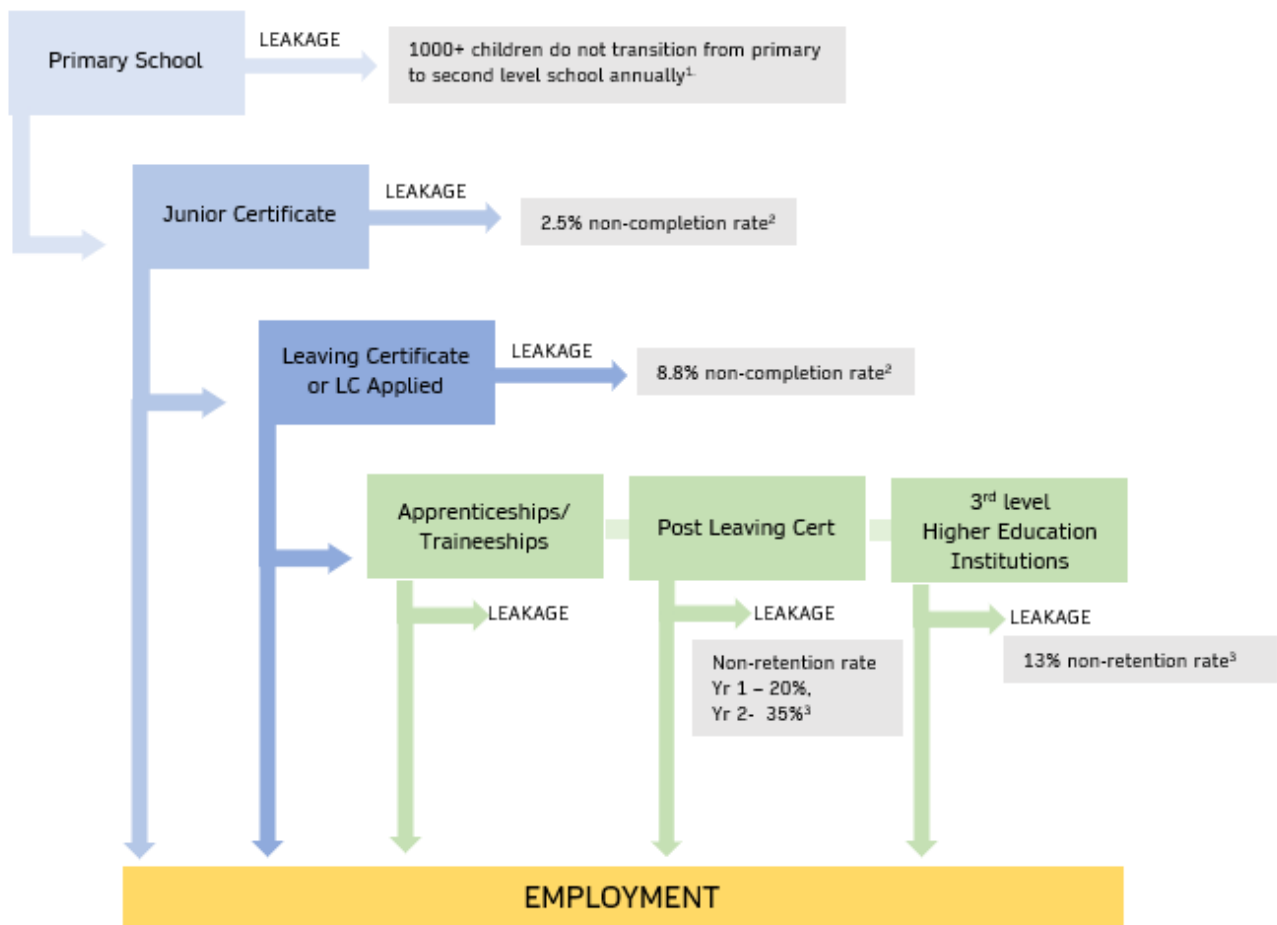 Primary School
LEAKAGE
1000+ children do not transition from primary
to second level school annually¹·
Junior Certificate
LEAKAGE
2.5% non-completion rate²
Leaving Certificate
or LC Applied
LEAKAGE
8.8% non-completion rate²
Apprenticeships/
Traineeships
Post Leaving Cert
3ʳᵈ level
Higher Education
Institutions
LEAKAGE
LEAKAGE
Non-retention rate
Yr 1 – 20%,
Yr 2- 35%³
LEAKAGE
13% non-retention rate³
EMPLOYMENT